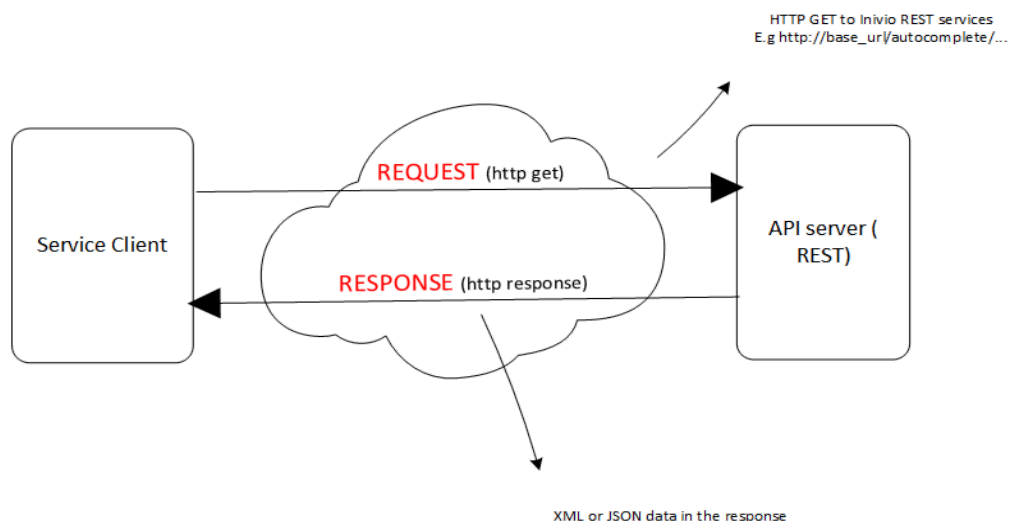 HTTP GET to Inivio REST services
E.g http://base_url/autocomplete/...
REQUEST (http get)
Service Client
API server (
REST)
RESPONSE (http response)
XML or JSON data in the response